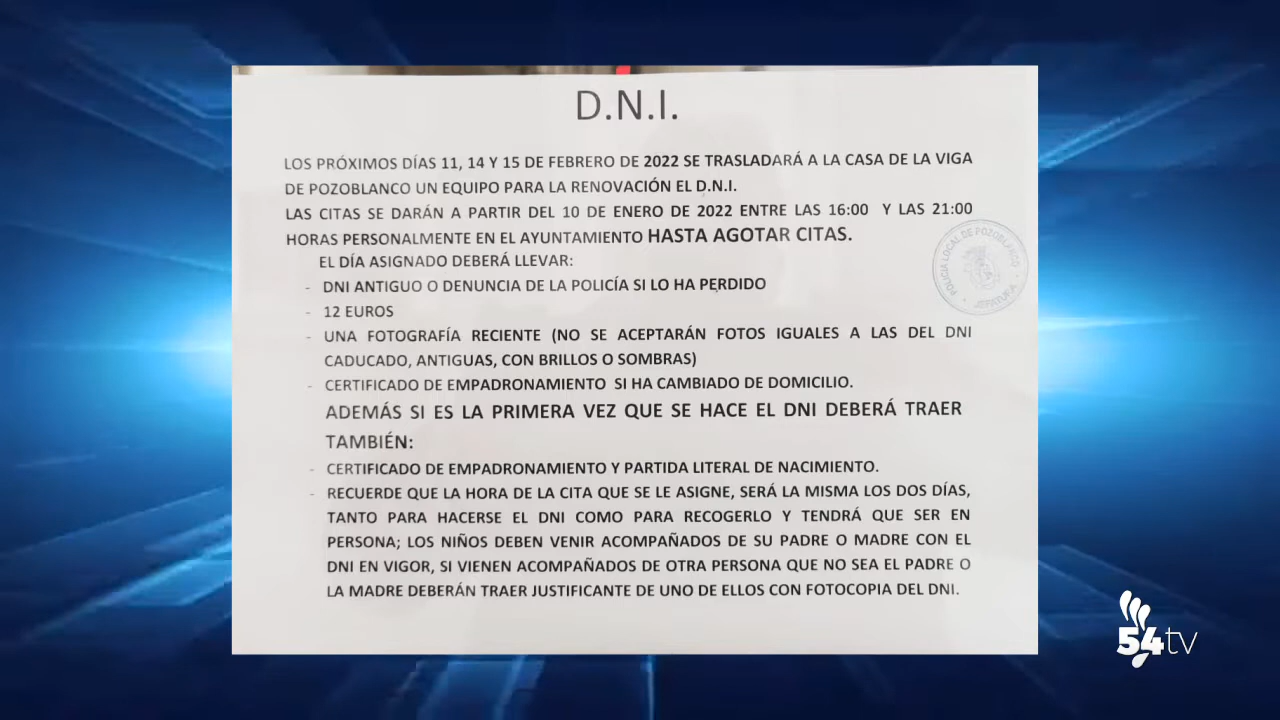 D.N.I.
LOS PRÓXIMOS DÍAS 11, 14 Y 15 DE FEBRERO DE 2022 SE TRASLADARÁ A LA CASA DE LA VIGA
DE POZOBLANCO UN EQUIPO PARA LA RENOVACIÓN EL D.N.I.
LAS CITAS SE DARÁN A PARTIR DEL 10 DE ENERO DE 2022 ENTRE LAS 16:00 Y LAS 21:00
HORAS PERSONALMENTE EN EL AYUNTAMIENTO HASTA AGOTAR CITAS.
EL DÍA ASIGNADO DEBERÁ LLEVAR:
- DNI ANTIGUO O DENUNCIA DE LA POLICÍA SI LO HA PERDIDO
- 12 EUROS
- UNA FOTOGRAFÍA RECIENTE (NO SE ACEPTARÁN FOTOS IGUALES A LAS DEL DNI
CADUCADO, ANTIGUAS, CON BRILLOS O SOMBRAS)
- CERTIFICADO DE EMPADRONAMIENTO SI HA CAMBIADO DE DOMICILIO.
ADEMÁS SI ES LA PRIMERA VEZ QUE SE HACE EL DNI DEBERÁ TRAER
TAMBIÉN:
- CERTIFICADO DE EMPADRONAMIENTO Y PARTIDA LITERAL DE NACIMIENTO.
- RECUERDE QUE LA HORA DE LA CITA QUE SE LE ASIGNE, SERÁ LA MISMA LOS DOS DÍAS,
TANTO PARA HACERSE EL DNI COMO PARA RECOGERLO Y TENDRÁ QUE SER EN
PERSONA; LOS NIÑOS DEBEN VENIR ACOMPAÑADOS DE SU PADRE O MADRE CON EL
DNI EN VIGOR, SI VIENEN ACOMPAÑADOS DE OTRA PERSONA QUE NO SEA EL PADRE O
LA MADRE DEBERÁN TRAER JUSTIFICANTE DE UNO DE ELLOS CON FOTOCOPIA DEL DNI.
POLICIA LOCAL DE POZOBLANCO
JEFATURA
54tv